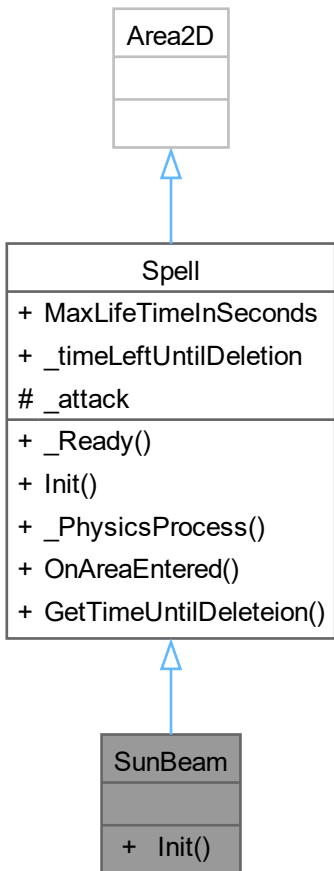 Area2D
Spell
+ MaxLifeTimeInSeconds
+ _timeLeftUntilDeletion
# _attack
+ _Ready()
+ Init()
+ _PhysicsProcess()
+ OnAreaEntered()
+ GetTimeUntilDeleteion()
SunBeam
+ Init()